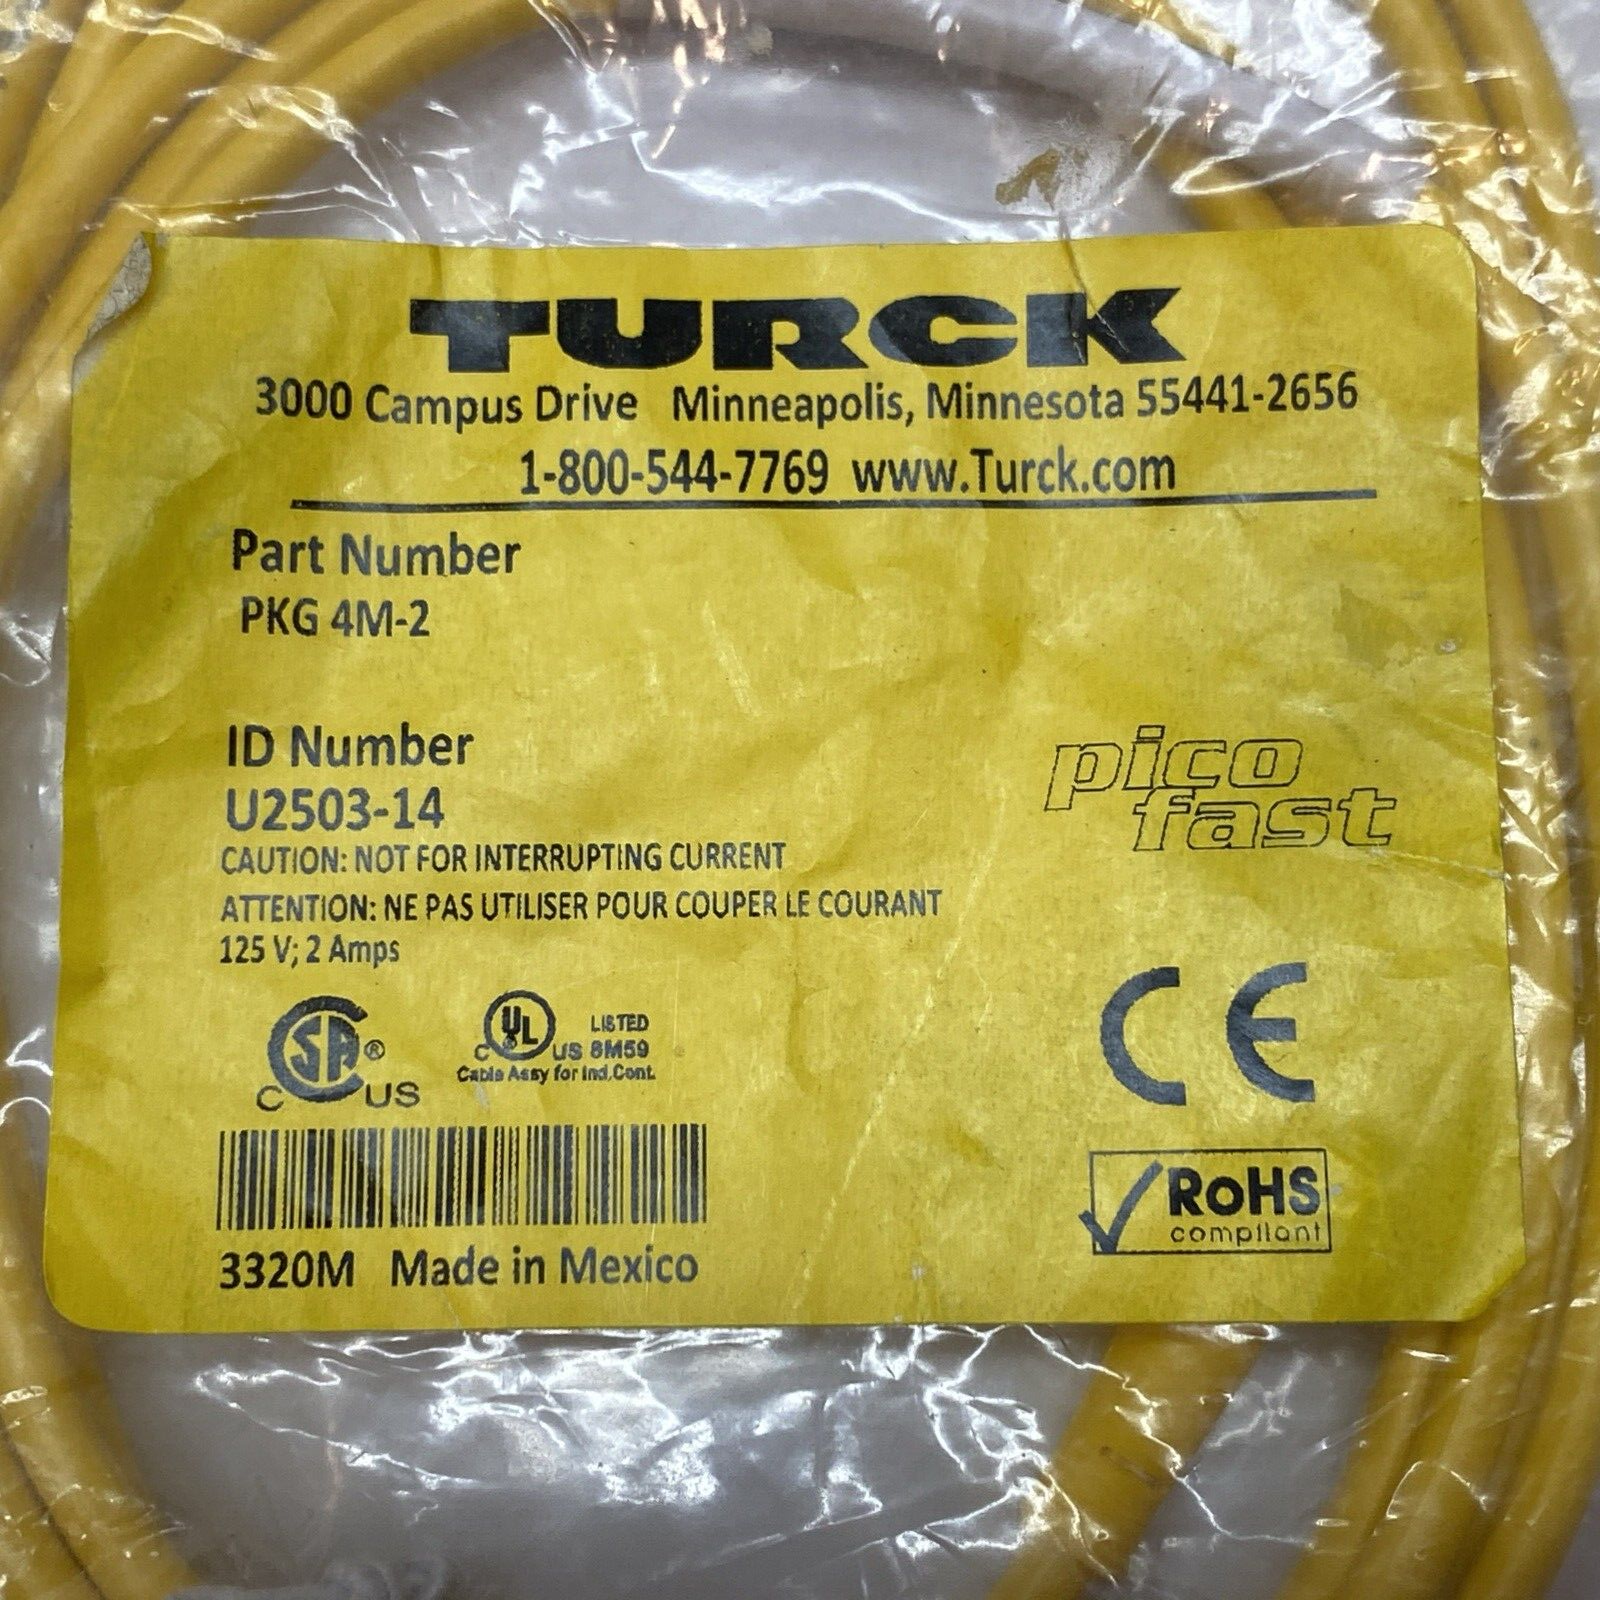 TURCK
3000 Campus Drive Minneapolis, Minnesota 55441-2656
1-800-544-7769 www.Turck.com
Part Number
PKG 4M-2
ID Number
U2503-14
pico
fast
CAUTION: NOT FOR INTERRUPTING CURRENT
ATTENTION: NE PAS UTILISER POUR COUPER LE COURANT
125 V; 2 Amps
CSA®
C US
UL LISTED
C US 8M59
Cable Assy for Ind.Cont.
CE
RoHS
compliant
3320M Made in Mexico